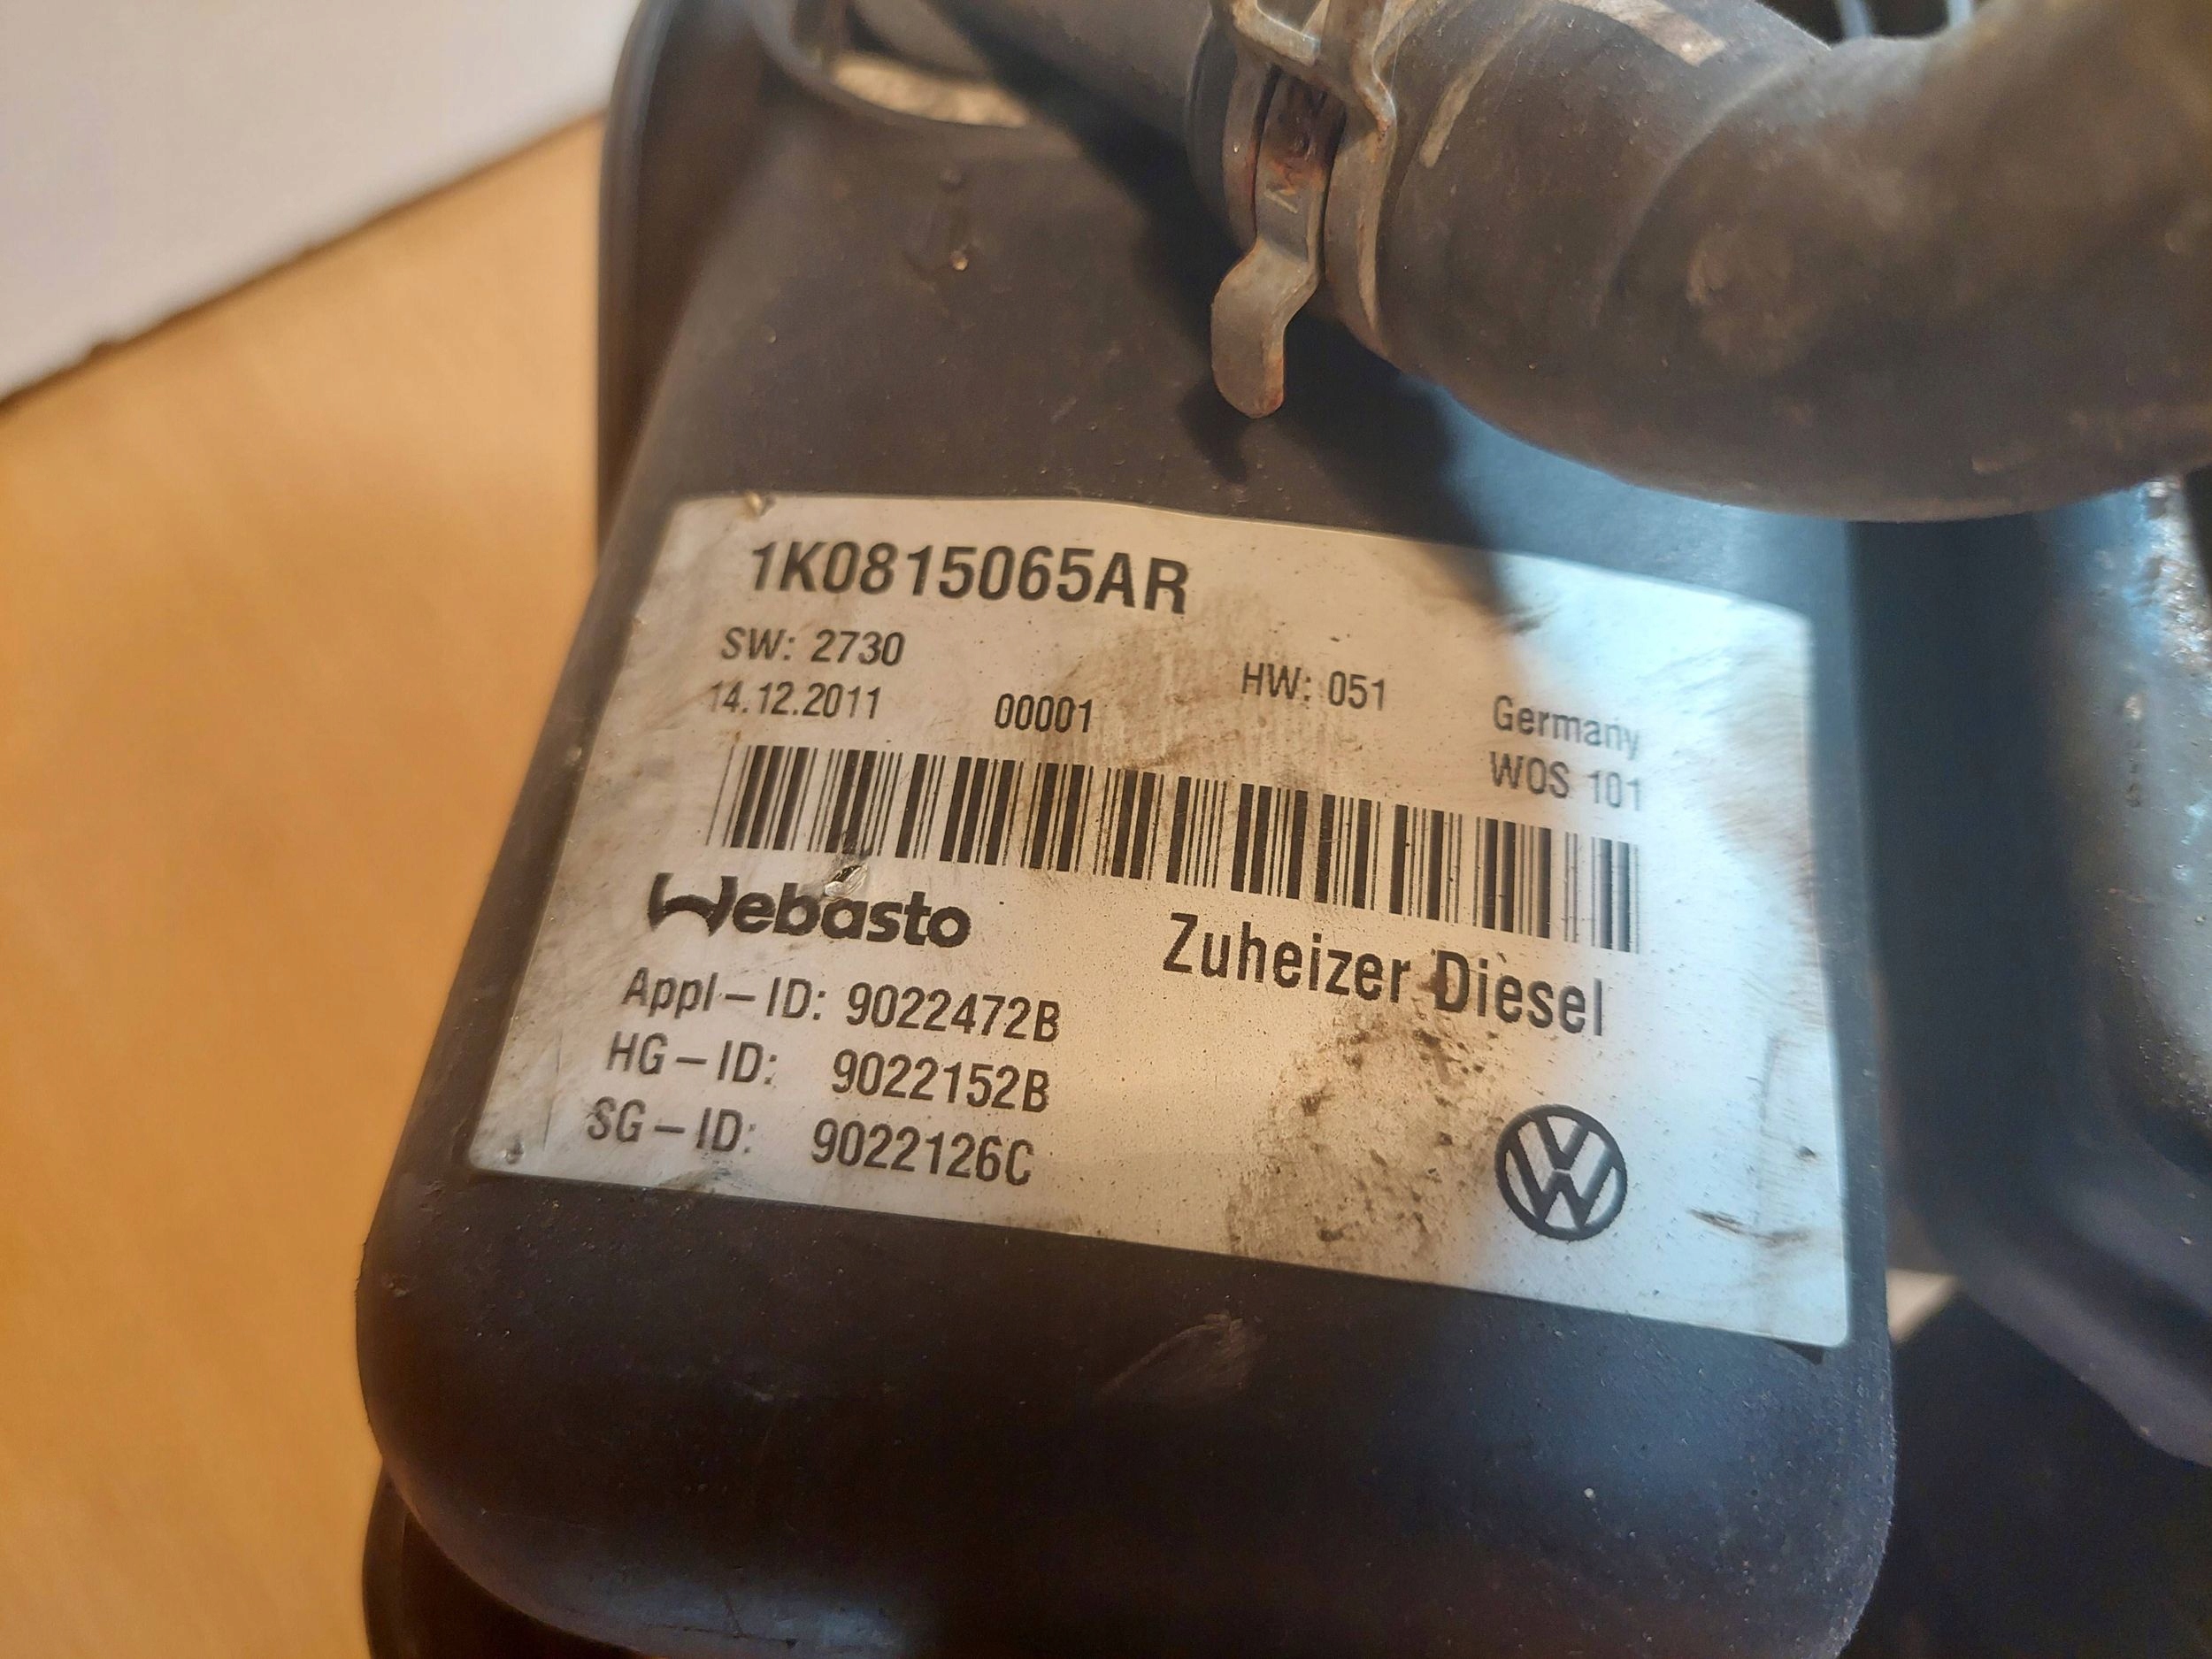 1K0815065AR
SW: 2730
HW: 051
14.12.2011
00001
Germany
WOS 101
Webasto
Zuheizer Diesel
Appl-ID: 9022472B
HG-ID: 9022152B
SG-ID: 9022126C
VW